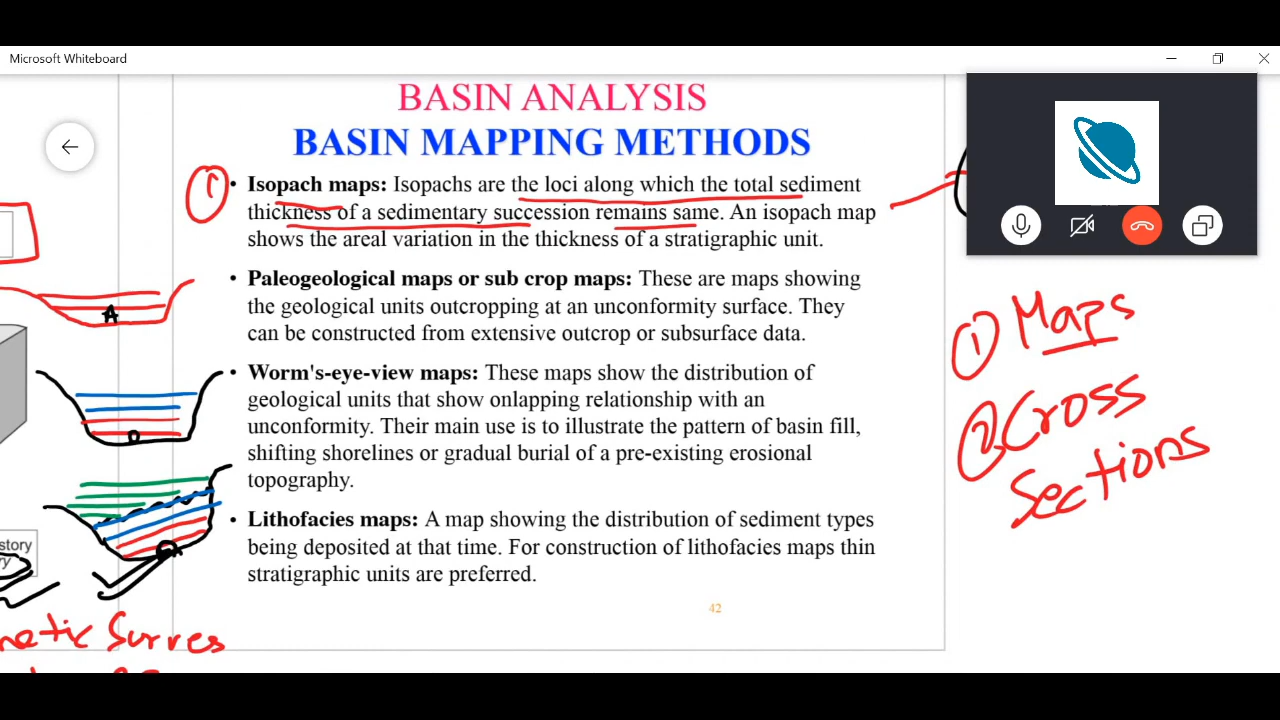 Microsoft Whiteboard
BASIN ANALYSIS
BASIN MAPPING METHODS
①
• Isopach maps: Isopachs are the loci along which the total sediment
thickness of a sedimentary succession remains same. An isopach map
shows the areal variation in the thickness of a stratigraphic unit.
• Paleogeological maps or sub crop maps: These are maps showing
the geological units outcropping at an unconformity surface. They
can be constructed from extensive outcrop or subsurface data.
• Worm's-eye-view maps: These maps show the distribution of
geological units that show onlapping relationship with an
unconformity. Their main use is to illustrate the pattern of basin fill,
shifting shorelines or gradual burial of a pre-existing erosional
topography.
• Lithofacies maps: A map showing the distribution of sediment types
being deposited at that time. For construction of lithofacies maps thin
stratigraphic units are preferred.
42
A
story
ry
netic Surves
① Maps
② Cross
Sections